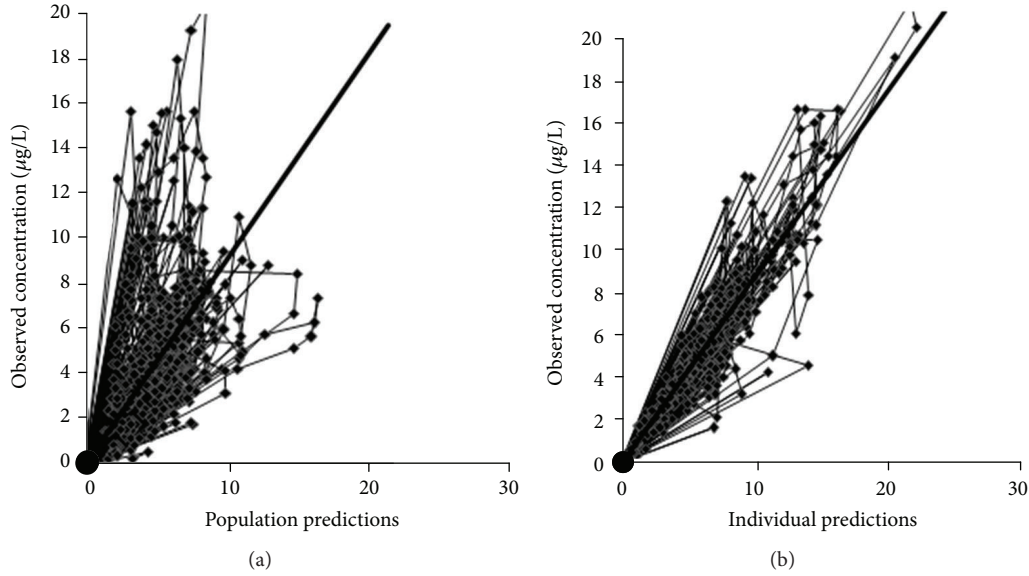 20
18
16
14
12
10
8
6
4
2
0
0 10 20 30
Observed concentration (μg/L)
Population predictions
(a)
20
18
16
14
12
10
8
6
4
2
0
0 10 20 30
Observed concentration (μg/L)
Individual predictions
(b)